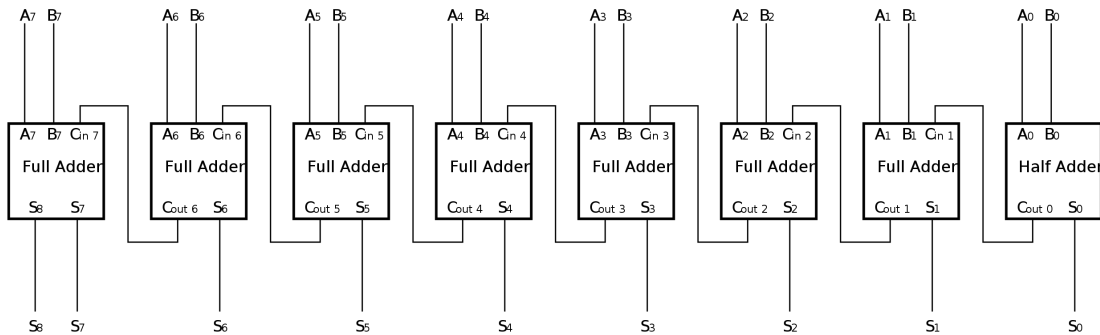 A7 B7 A6 B6 A5 B5 A4 B4 A3 B3 A2 B2 A1 B1 A0 B0
A7 B7 Cin 7 A6 B6 Cin 6 A5 B5 Cin 5 A4 B4 Cin 4 A3 B3 Cin 3 A2 B2 Cin 2 A1 B1 Cin 1 A0 B0
Full Adder Full Adder Full Adder Full Adder Full Adder Full Adder Full Adder Half Adder
S8 S7 Cout 6 S6 Cout 5 S5 Cout 4 S4 Cout 3 S3 Cout 2 S2 Cout 1 S1 Cout 0 S0
S8 S7 S6 S5 S4 S3 S2 S1 S0